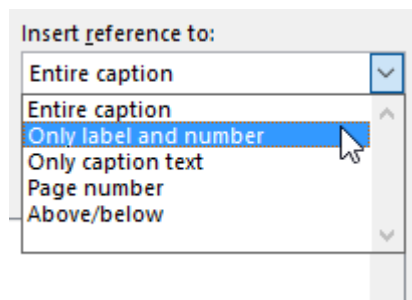 Insert reference to:
Entire caption
Entire caption
Only label and number
Only caption text
Page number
Above/below